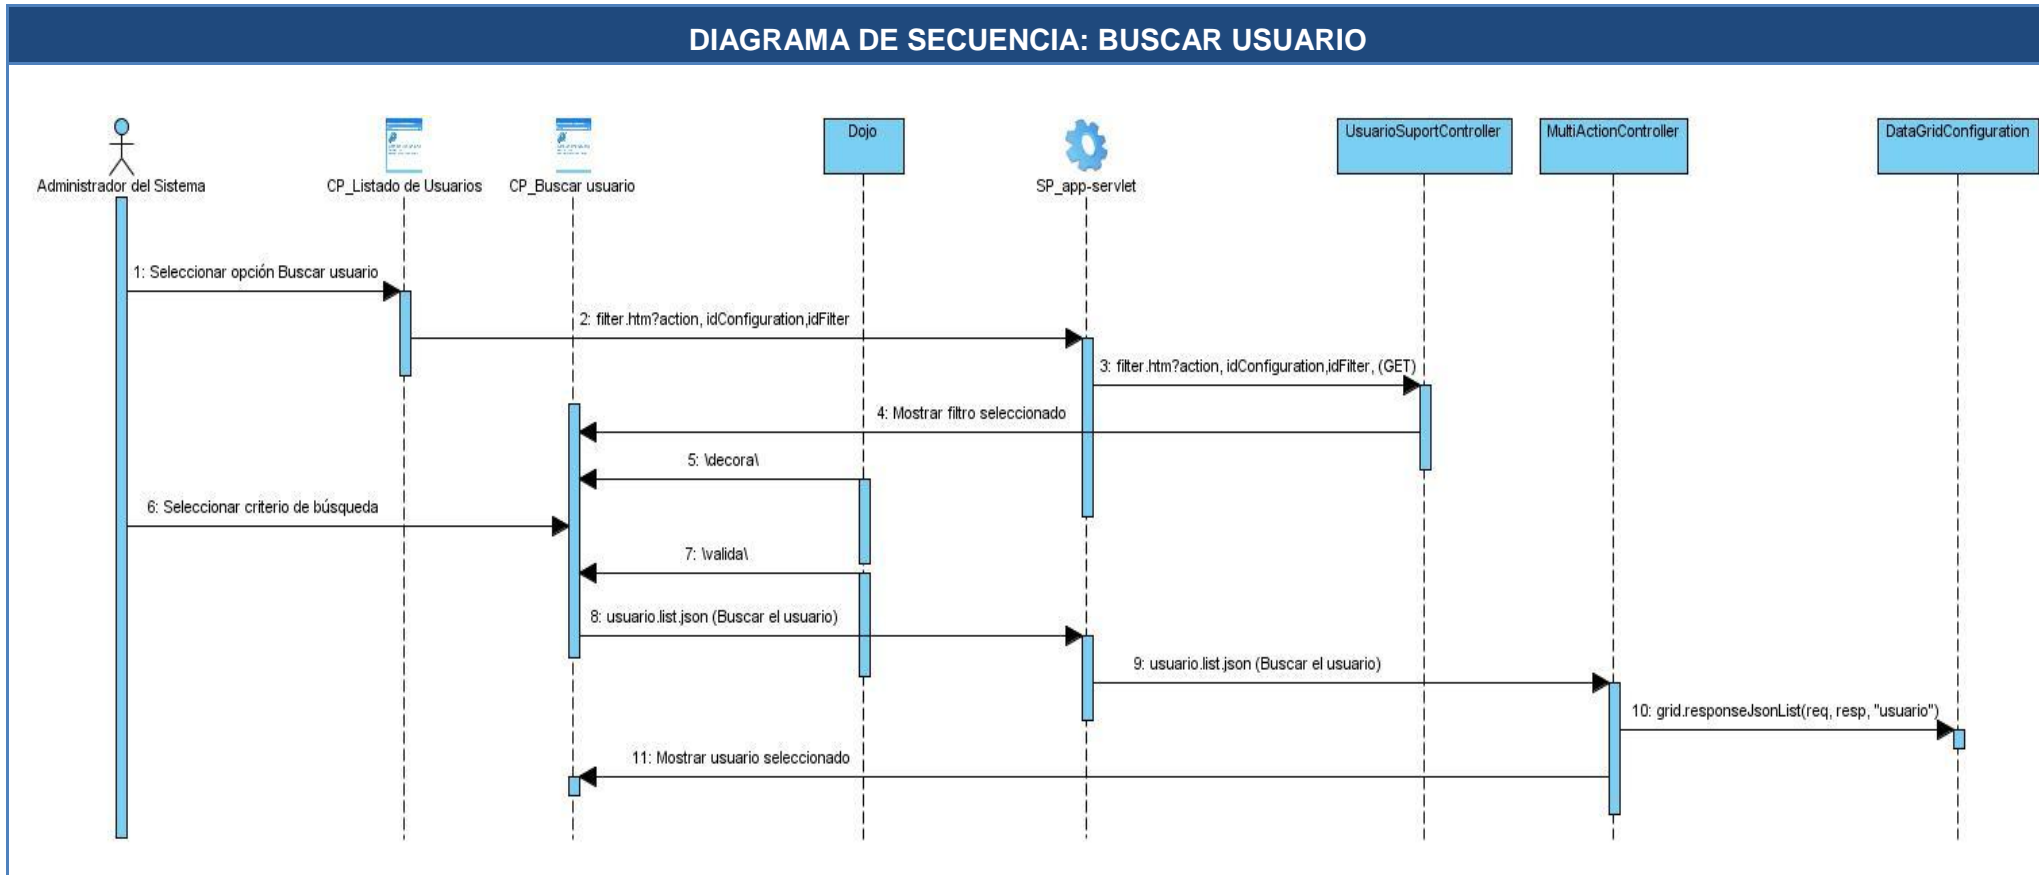 DIAGRAMA DE SECUENCIA: BUSCAR USUARIO
Administrador del Sistema
CP_Listado de Usuarios
CP_Buscar usuario
Dojo
SP_app-servlet
UsuarioSuportController
MultiActionController
DataGridConfiguration
1: Seleccionar opción Buscar usuario
2: filter.htm?action, idConfiguration,idFilter
3: filter.htm?action, idConfiguration,idFilter, (GET)
4: Mostrar filtro seleccionado
5: \decora\
6: Seleccionar criterio de búsqueda
7: \valida\
8: usuario.list.json (Buscar el usuario)
9: usuario.list.json (Buscar el usuario)
10: grid.responseJsonList(req, resp, "usuario")
11: Mostrar usuario seleccionado